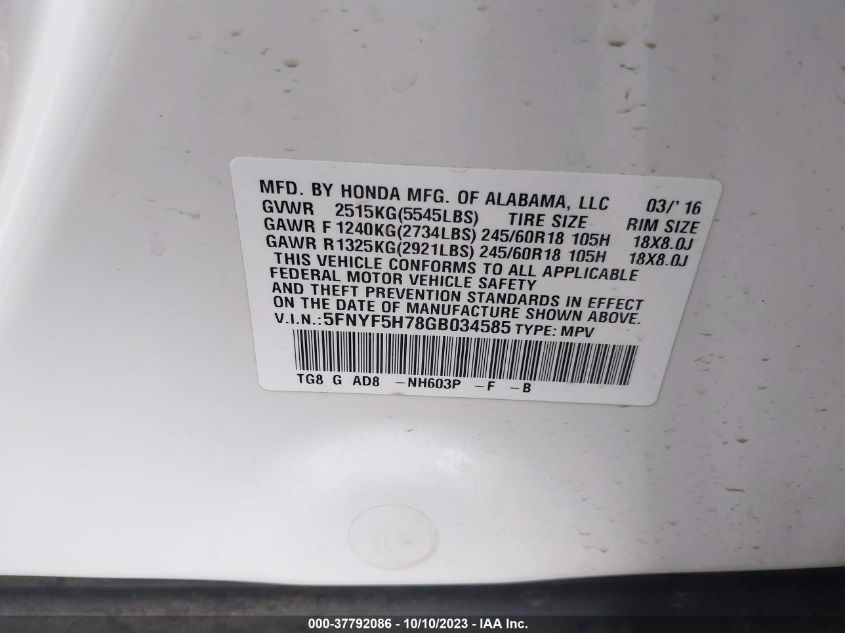 MFD. BY HONDA MFG. OF ALABAMA, LLC 03/'16
GVWR 2515KG(5545LBS) TIRE SIZE RIM SIZE
GAWR F 1240KG(2734LBS) 245/60R18 105H 18X8.0J
GAWR R1325KG(2921LBS) 245/60R18 105H 18X8.0J
THIS VEHICLE CONFORMS TO ALL APPLICABLE
FEDERAL MOTOR VEHICLE SAFETY
AND THEFT PREVENTION STANDARDS IN EFFECT
ON THE DATE OF MANUFACTURE SHOWN ABOVE.
V.I.N.:5FNYF5H78GB034585 TYPE: MPV
TG8 G AD8 -NH603P -F -B
000-37792086 - 10/10/2023 - IAA Inc.